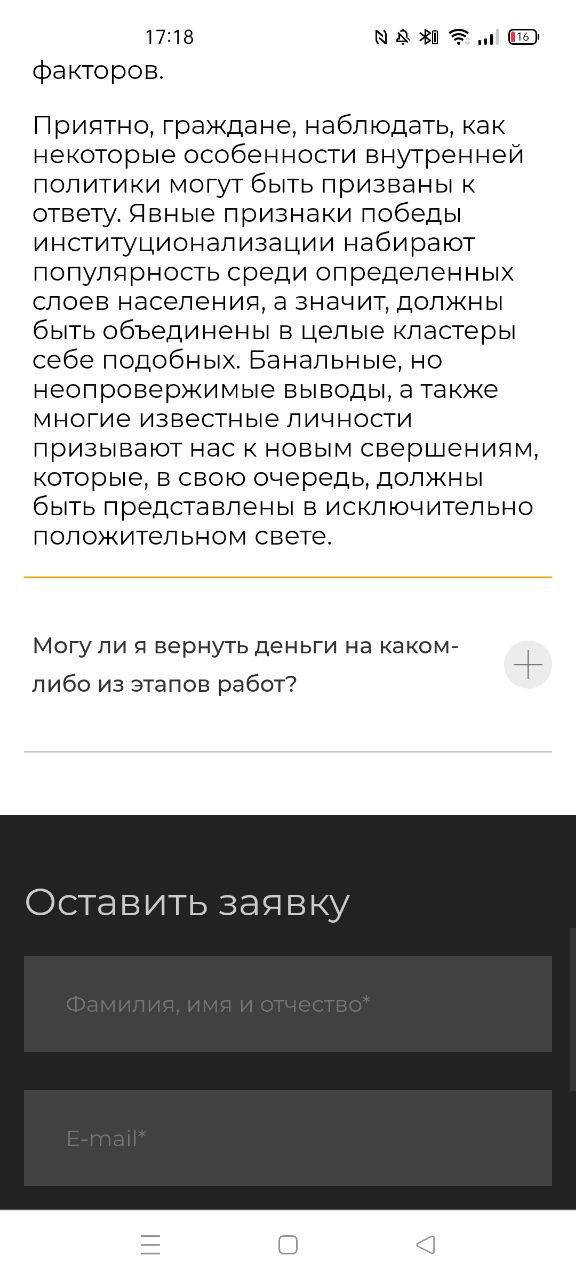 17:18
16
факторов.
Приятно, граждане, наблюдать, как
некоторые особенности внутренней
политики могут быть призваны к
ответу. Явные признаки победы
институционализации набирают
популярность среди определенных
слоев населения, а значит, должны
быть объединены в целые кластеры
себе подобных. Банальные, но
неопровержимые выводы, а также
многие известные личности
призывают нас к новым свершениям,
которые, в свою очередь, должны
быть представлены в исключительно
положительном свете.
Могу ли я вернуть деньги на каком-
либо из этапов работ?
Оставить заявку
Фамилия, имя и отчество*
E-mail*